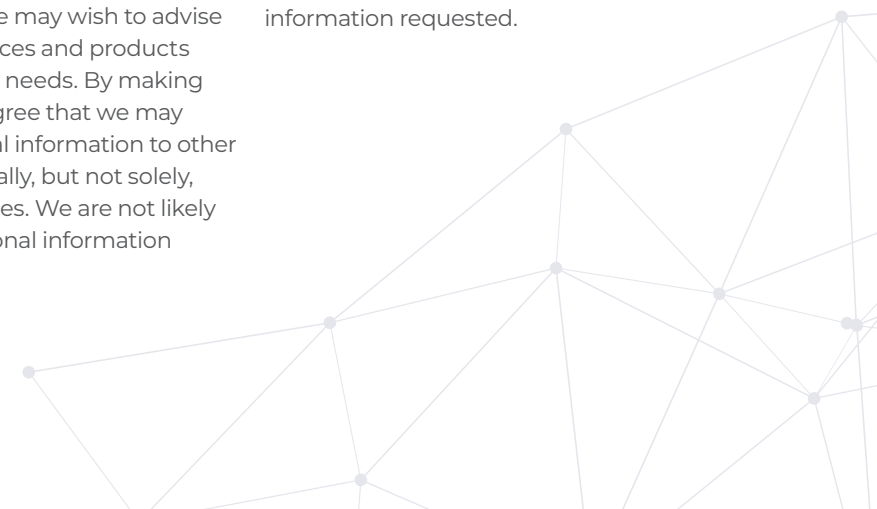 e may wish to advise
ces and products
needs. By making
gree that we may
l information to other
ally, but not solely,
es. We are not likely
onal information
information requested.